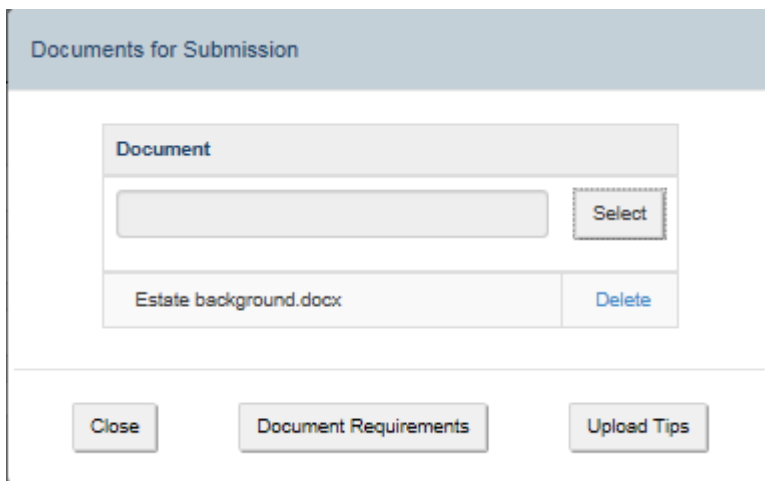 Documents for Submission
Document
Select
Estate background.docx Delete
Close Document Requirements Upload Tips